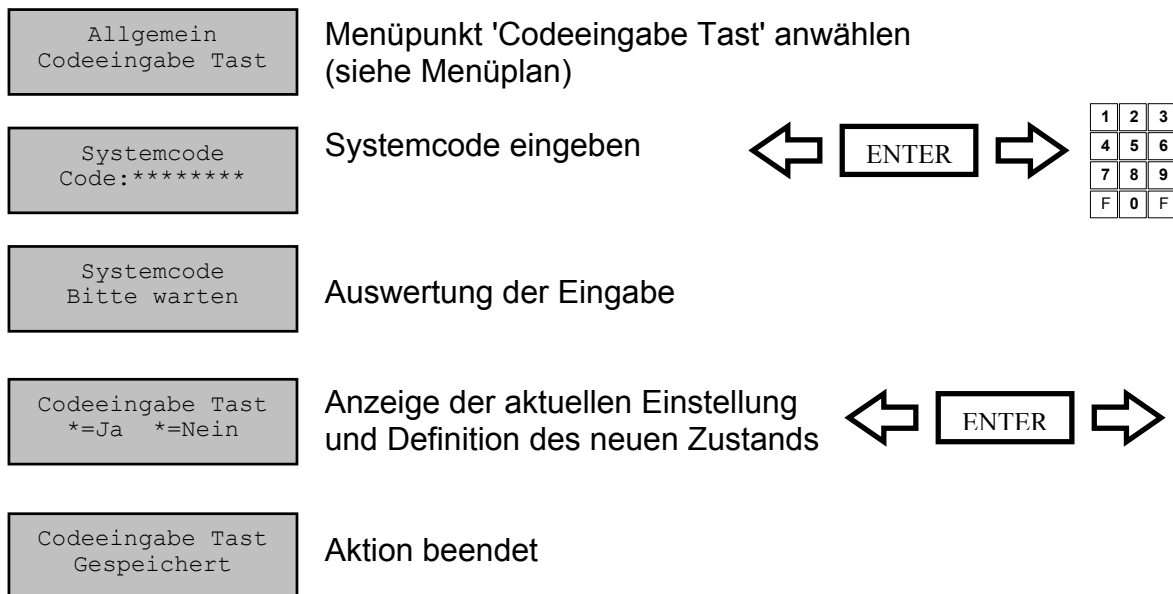 Allgemein
Codeeingabe Tast
Menüpunkt 'Codeeingabe Tast' anwählen
(siehe Menüplan)
Systemcode
Code:********
Systemcode eingeben
ENTER
1 2 3
4 5 6
7 8 9
F 0 F
Systemcode
Bitte warten
Auswertung der Eingabe
Codeeingabe Tast
*=Ja *=Nein
Anzeige der aktuellen Einstellung
und Definition des neuen Zustands
ENTER
Codeeingabe Tast
Gespeichert
Aktion beendet